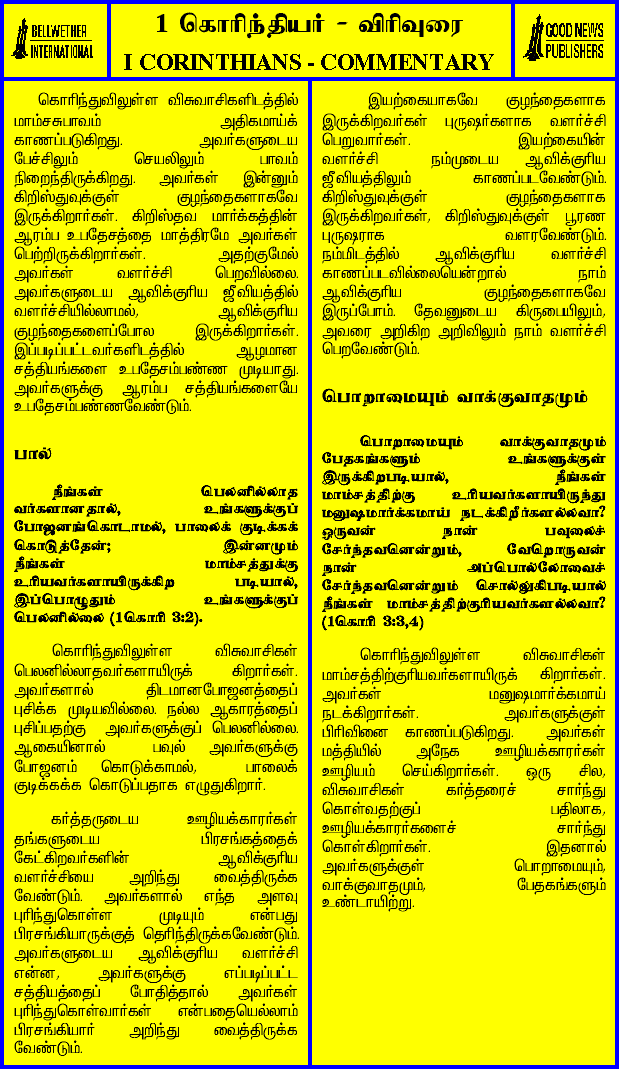 BELLWETHER
INTERNATIONAL
1 கொரிந்தியர் - விரிவுரை
I CORINTHIANS - COMMENTARY
GOOD NEWS
PUBLISHERS
கொரிந்துவிலுள்ள விசுவாசிகளிடத்தில்
மாம்சசுபாவம் அதிகமாய்க்
காணப்படுகிறது. அவர்களுடைய
பேச்சிலும் செயலிலும் பாவம்
நிறைந்திருக்கிறது. அவர்கள் இன்னும்
கிறிஸ்துவுக்குள் குழந்தைகளாகவே
இருக்கிறார்கள். கிறிஸ்தவ மார்க்கத்தின்
ஆரம்ப உபதேசத்தை மாத்திரமே அவர்கள்
பெற்றிருக்கிறார்கள். அதற்குமேல்
அவர்கள் வளர்ச்சி பெறவில்லை.
அவர்களுடைய ஆவிக்குரிய ஜீவியத்தில்
வளர்ச்சியில்லாமல், ஆவிக்குரிய
குழந்தைகளைப்போல இருக்கிறார்கள்.
இப்படிப்பட்டவர்களிடத்தில் ஆழமான
சத்தியங்களை உபதேசம்பண்ண முடியாது.
அவர்களுக்கு ஆரம்ப சத்தியங்களையே
உபதேசம்பண்ணவேண்டும்.
பால்
நீங்கள் பெலனில்லாத
வர்களானதால், உங்களுக்குப்
போஜனங்கொடாமல், பாலைக் குடிக்கக்
கொடுத்தேன்; இன்னமும்
நீங்கள் மாம்சத்துக்கு
உரியவர்களாயிருக்கிற படியால்,
இப்பொழுதும் உங்களுக்குப்
பெலனில்லை (1கொரி 3:2).
கொரிந்துவிலுள்ள விசுவாசிகள்
பெலனில்லாதவர்களாயிருக் கிறார்கள்.
அவர்களால் திடமானபோஜனத்தைப்
புசிக்க முடியவில்லை. நல்ல ஆகாரத்தைப்
புசிப்பதற்கு அவர்களுக்குப் பெலனில்லை.
ஆகையினால் பவுல் அவர்களுக்கு
போஜனம் கொடுக்காமல், பாலைக்
குடிக்கக்க கொடுப்பதாக எழுதுகிறார்.
கர்த்தருடைய ஊழியக்காரர்கள்
தங்களுடைய பிரசங்கத்தைக்
கேட்கிறவர்களின் ஆவிக்குரிய
வளர்ச்சியை அறிந்து வைத்திருக்க
வேண்டும். அவர்களால் எந்த அளவு
புரிந்துகொள்ள முடியும் என்பது
பிரசங்கியாருக்குத் தெரிந்திருக்கவேண்டும்.
அவர்களுடைய ஆவிக்குரிய வளர்ச்சி
என்ன, அவர்களுக்கு எப்படிப்பட்ட
சத்தியத்தைப் போதித்தால் அவர்கள்
புரிந்துகொள்வார்கள் என்பதையெல்லாம்
பிரசங்கியார் அறிந்து வைத்திருக்க
வேண்டும்.
இயற்கையாகவே குழந்தைகளாக
இருக்கிறவர்கள் புருஷர்களாக வளர்ச்சி
பெறுவார்கள். இயற்கையின்
வளர்ச்சி நம்முடைய ஆவிக்குரிய
ஜீவியத்திலும் காணப்படவேண்டும்.
கிறிஸ்துவுக்குள் குழந்தைகளாக
இருக்கிறவர்கள், கிறிஸ்துவுக்குள் பூரண
புருஷராக வளரவேண்டும்.
நம்மிடத்தில் ஆவிக்குரிய வளர்ச்சி
காணப்படவில்லையென்றால் நாம்
ஆவிக்குரிய குழந்தைகளாகவே
இருப்போம். தேவனுடைய கிருபையிலும்,
அவரை அறிகிற அறிவிலும் நாம் வளர்ச்சி
பெறவேண்டும்.
பொறாமையும் வாக்குவாதமும்
பொறாமையும் வாக்குவாதமும்
பேதகங்களும் உங்களுக்குள்
இருக்கிறபடியால், நீங்கள்
மாம்சத்திற்கு உரியவர்களாயிருந்து
மனுஷமார்க்கமாய் நடக்கிறீர்களல்லவா?
ஒருவன் நான் பவுலைச்
சேர்ந்தவனென்றும், வேறொருவன்
நான் அப்பொல்லோவைச்
சேர்ந்தவனென்றும் சொல்லுகிபடியால்
நீங்கள் மாம்சத்திற்குரியவர்களல்லவா?
(1கொரி 3:3,4)
கொரிந்துவிலுள்ள விசுவாசிகள்
மாம்சத்திற்குரியவர்களாயிருக் கிறார்கள்.
அவர்கள் மனுஷமார்க்கமாய்
நடக்கிறார்கள். அவர்களுக்குள்
பிரிவினை காணப்படுகிறது. அவர்கள்
மத்தியில் அநேக ஊழியக்காரர்கள்
ஊழியம் செய்கிறார்கள். ஒரு சில,
விசுவாசிகள் கர்த்தரைச் சார்ந்து
கொள்வதற்குப் பதிலாக,
ஊழியக்காரர்களைச் சார்ந்து
கொள்கிறார்கள். இதனால்
அவர்களுக்குள் பொறாமையும்,
வாக்குவாதமும், பேதகங்களும்
உண்டாயிற்று.